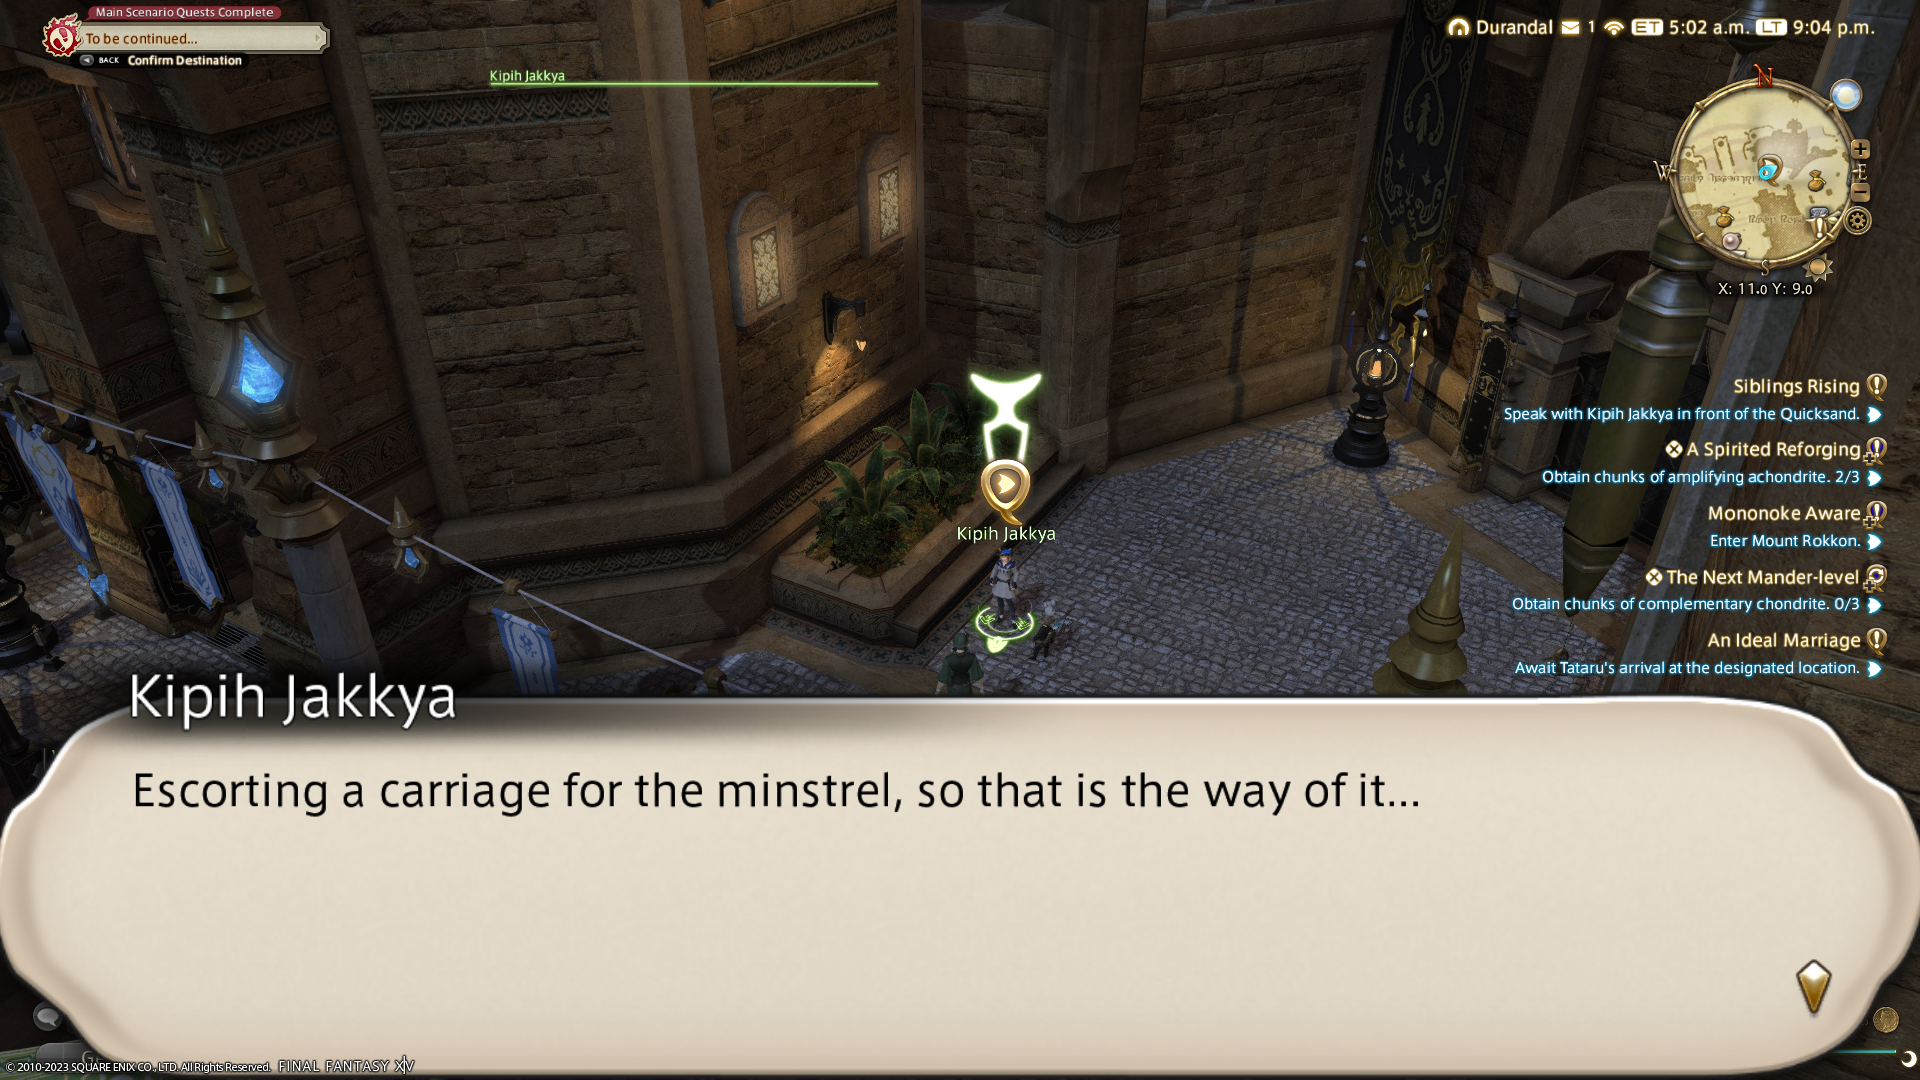 Main Scenario Quests Complete
To be continued...
BACK Confirm Destination
Kipih Jakkya
Durandal 1 ET 5:02 a.m. LT 9:04 p.m.
N
W
E
S
X: 11.0 Y: 9.0
Siblings Rising
Speak with Kipih Jakkya in front of the Quicksand.
A Spirited Reforging
Obtain chunks of amplifying achondrite. 2/3
Mononoke Aware
Enter Mount Rokkon.
The Next Mander-level
Obtain chunks of complementary chondrite. 0/3
An Ideal Marriage
Await Tataru's arrival at the designated location.
Kipih Jakkya
Kipih Jakkya
Escorting a carriage for the minstrel, so that is the way of it...
© 2010-2023 SQUARE ENIX CO., LTD. All Rights Reserved. FINAL FANTASY XIV